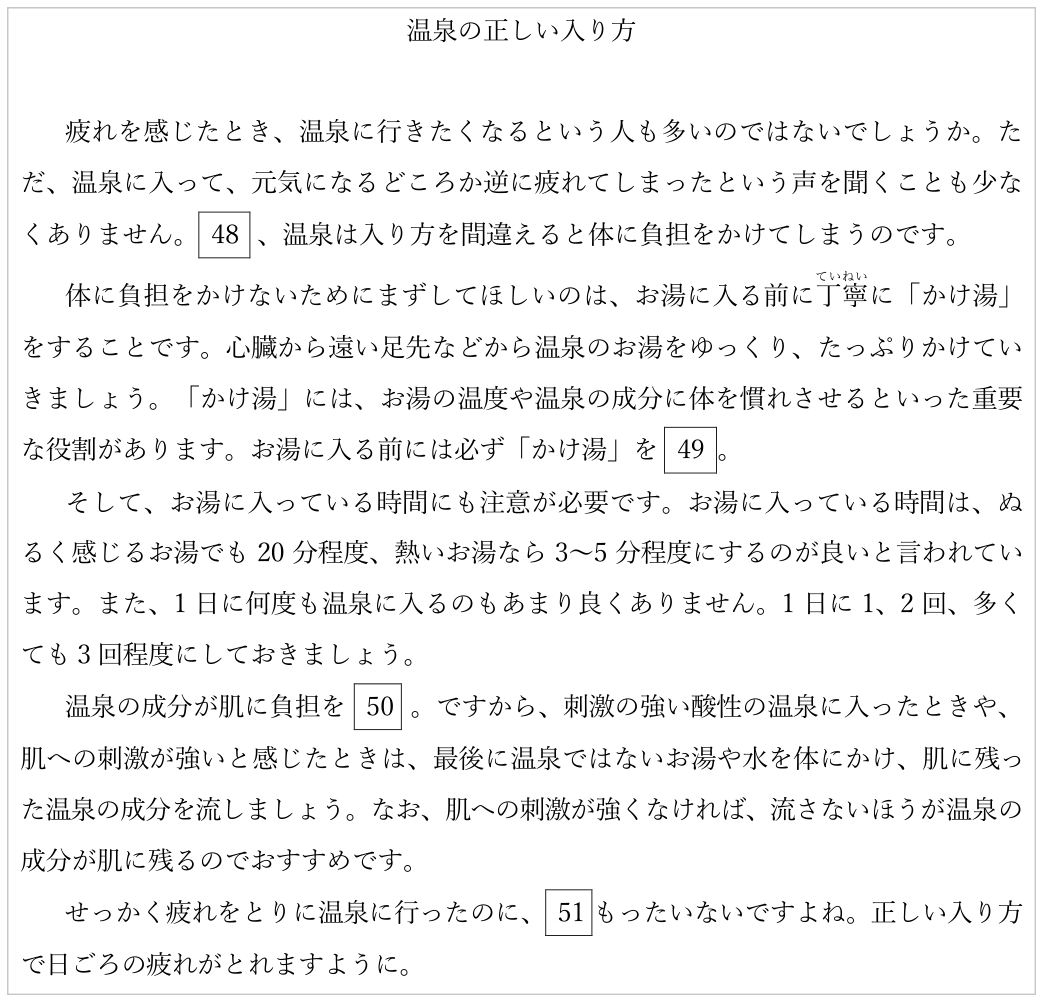 温泉の正しい入り方
疲れを感じたとき、温泉に行きたくなるという人も多いのではないでしょうか。た
だ、温泉に入って、元気になるどころか逆に疲れてしまったという声を聞くことも少な
くありません。 48 、温泉は入り方を間違えると体に負担をかけてしまうのです。
ていねい
体に負担をかけないためにまずしてほしいのは、お湯に入る前に丁寧に「かけ湯」
をすることです。心臓から遠い足先などから温泉のお湯をゆっくり、たっぷりかけてい
きましょう。「かけ湯」には、お湯の温度や温泉の成分に体を慣れさせるといった重要
な役割があります。お湯に入る前には必ず「かけ湯」を 49 。
そして、お湯に入っている時間にも注意が必要です。お湯に入っている時間は、ぬ
るく感じるお湯でも 20 分程度、熱いお湯なら 3～5 分程度にするのが良いと言われてい
ます。また、1 日に何度も温泉に入るのもあまり良くありません。1 日に 1、2 回、多く
ても 3 回程度にしておきましょう。
温泉の成分が肌に負担を 50 。ですから、刺激の強い酸性の温泉に入ったときや、
肌への刺激が強いと感じたときは、最後に温泉ではないお湯や水を体にかけ、肌に残っ
た温泉の成分を流しましょう。なお、肌への刺激が強くなければ、流さないほうが温泉の
成分が肌に残るのでおすすめです。
せっかく疲れをとりに温泉に行ったのに、 51 もったいないですよね。正しい入り方
で日ごろの疲れがとれますように。